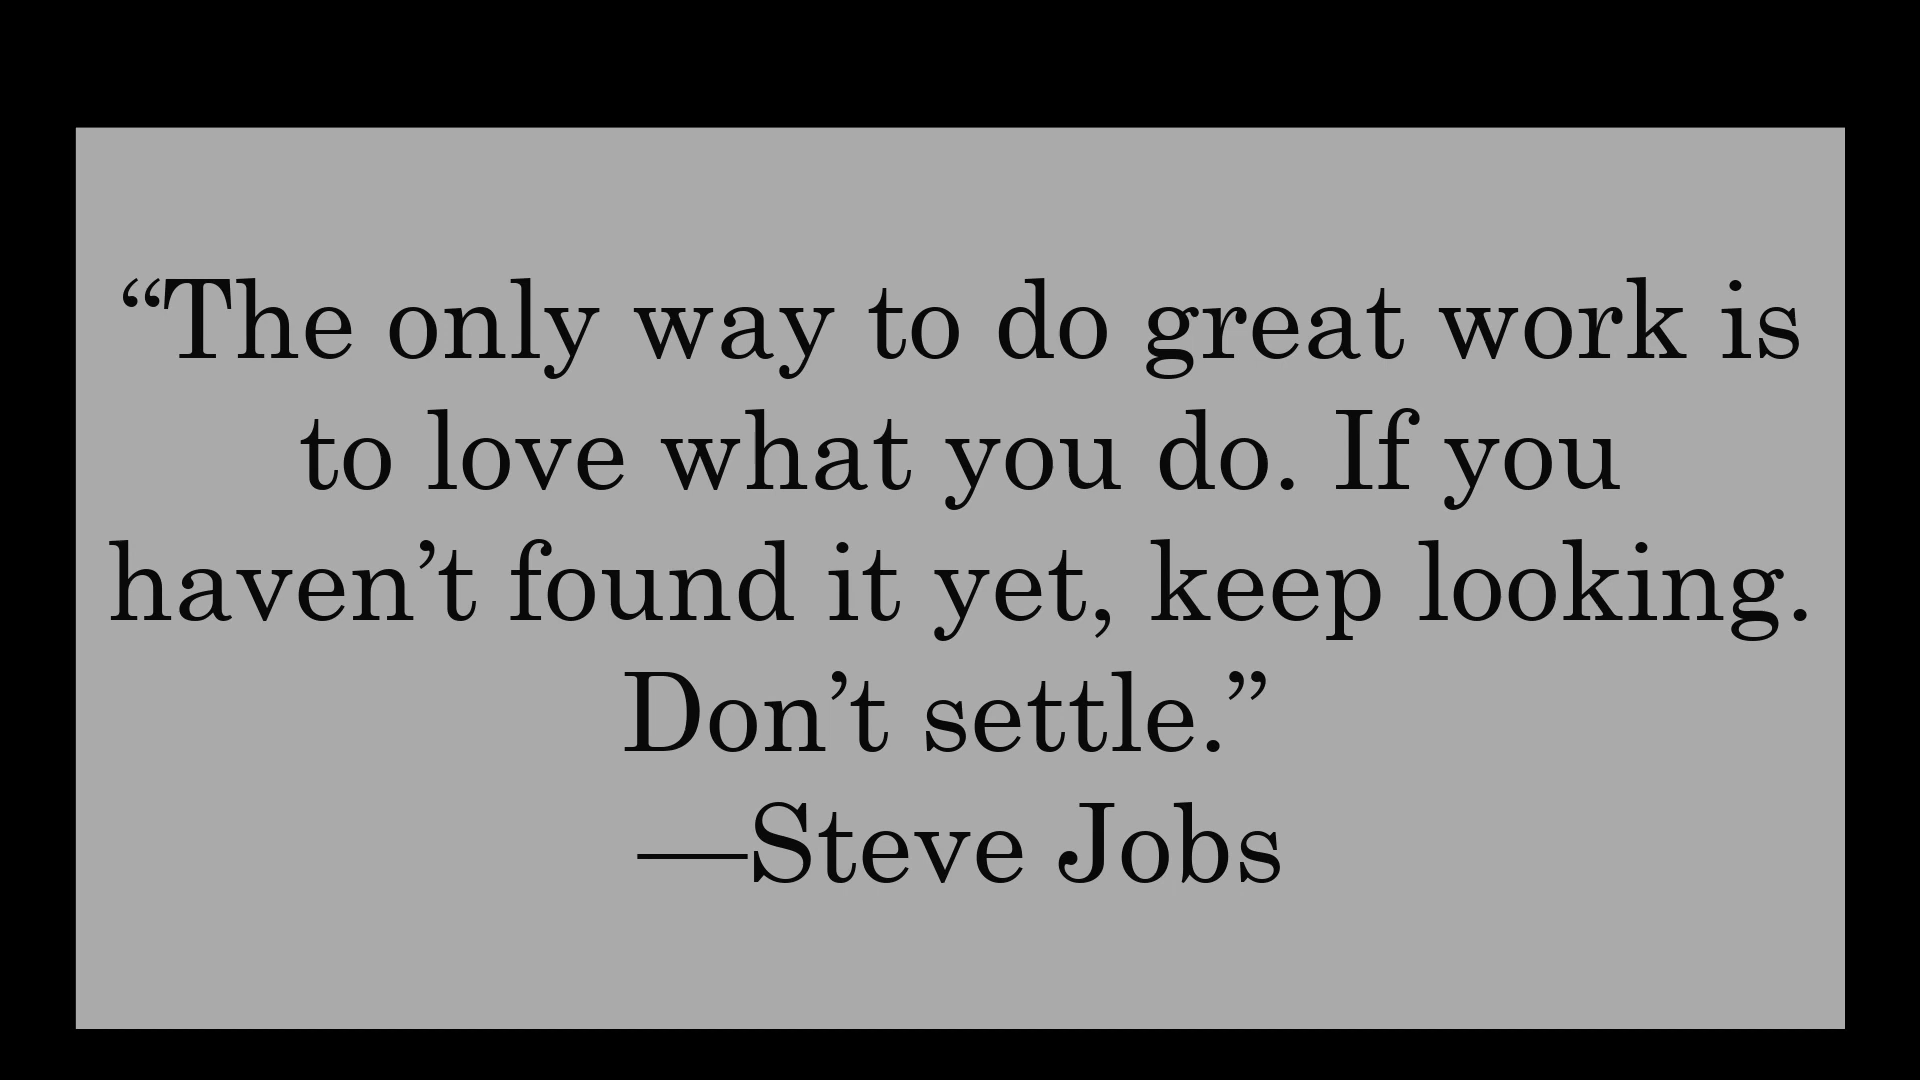 “The only way to do great work is
to love what you do. If you
haven’t found it yet, keep looking.
Don’t settle.”
—Steve Jobs